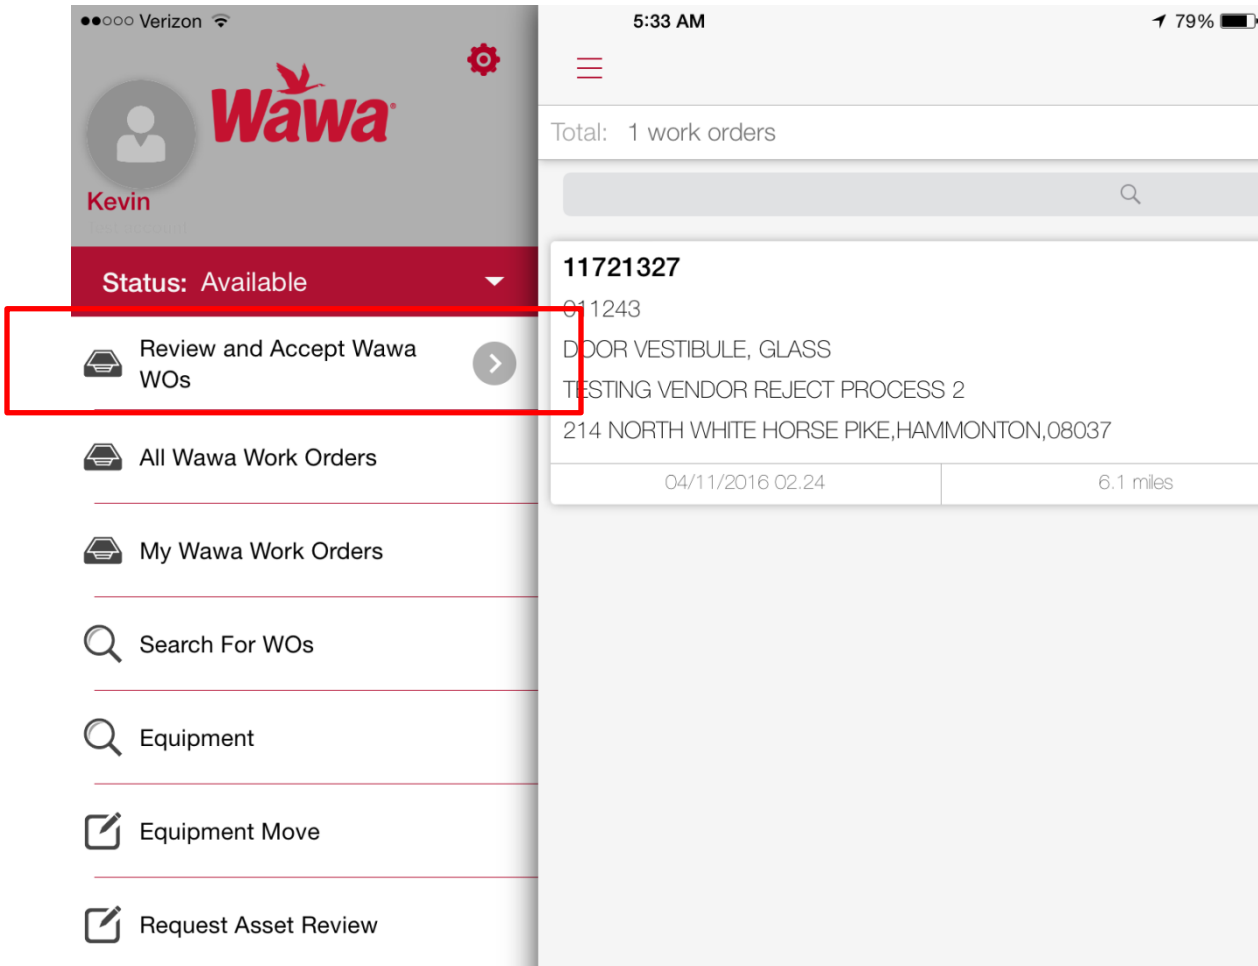 Verizon
5:33 AM
79%
Wawa
Kevin
Status: Available
Review and Accept Wawa
WOs
All Wawa Work Orders
My Wawa Work Orders
Search For WOs
Equipment
Equipment Move
Request Asset Review
Total: 1 work orders
11721327
011243
DOOR VESTIBULE, GLASS
TESTING VENDOR REJECT PROCESS 2
214 NORTH WHITE HORSE PIKE,HAMMONTON,08037
04/11/2016 02.24
6.1 miles